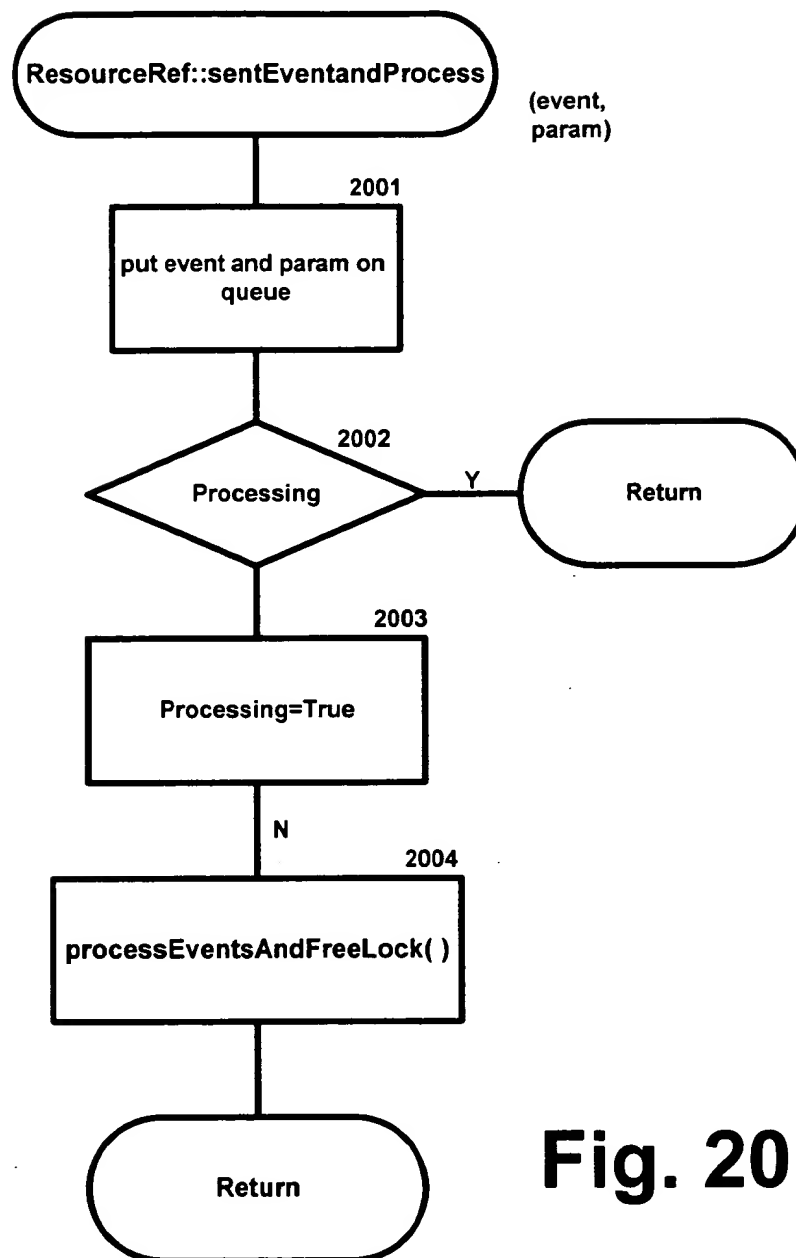 ResourceRef::sentEventandProcess
(event,
param)
2001
put event and param on
queue
2002
Processing
Y
Return
2003
Processing=True
N
2004
processEventsAndFreeLock( )
Return
Fig. 20